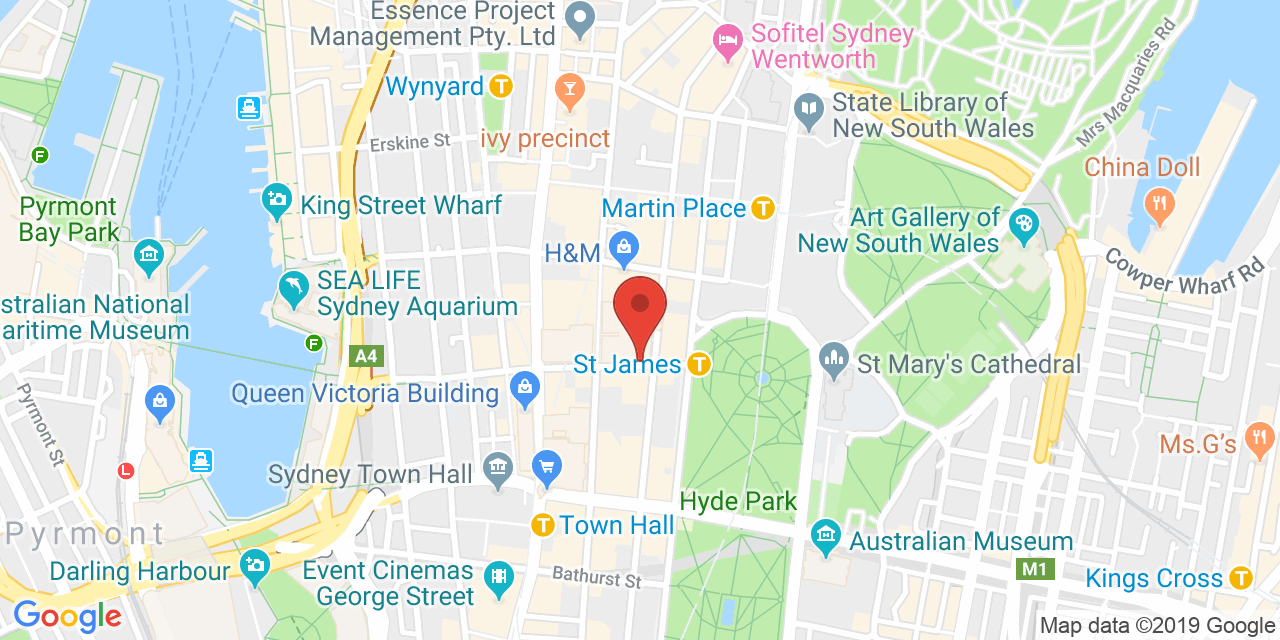 Essence Project
Management Pty. Ltd
Sofitel Sydney
Wentworth
Wynyard
T
ivy precinct
State Library of
New South Wales
Mrs Macquaries Rd
Erskine St
F
China Doll
King Street Wharf
Pyrmont
Bay Park
Martin Place
T
Art Gallery of
New South Wales
H&M
Cowper Wharf Rd
SEA LIFE
Sydney Aquarium
stralian National
aritime Museum
F
A4
St James
T
St Mary's Cathedral
Queen Victoria Building
Pyrmont St
Ms.G's
L
Sydney Town Hall
Hyde Park
Pyrmont
T
Town Hall
Australian Museum
Darling Harbour
Event Cinemas
George Street
Bathurst St
M1
Kings Cross
T
Google
Map data ©2019 Google